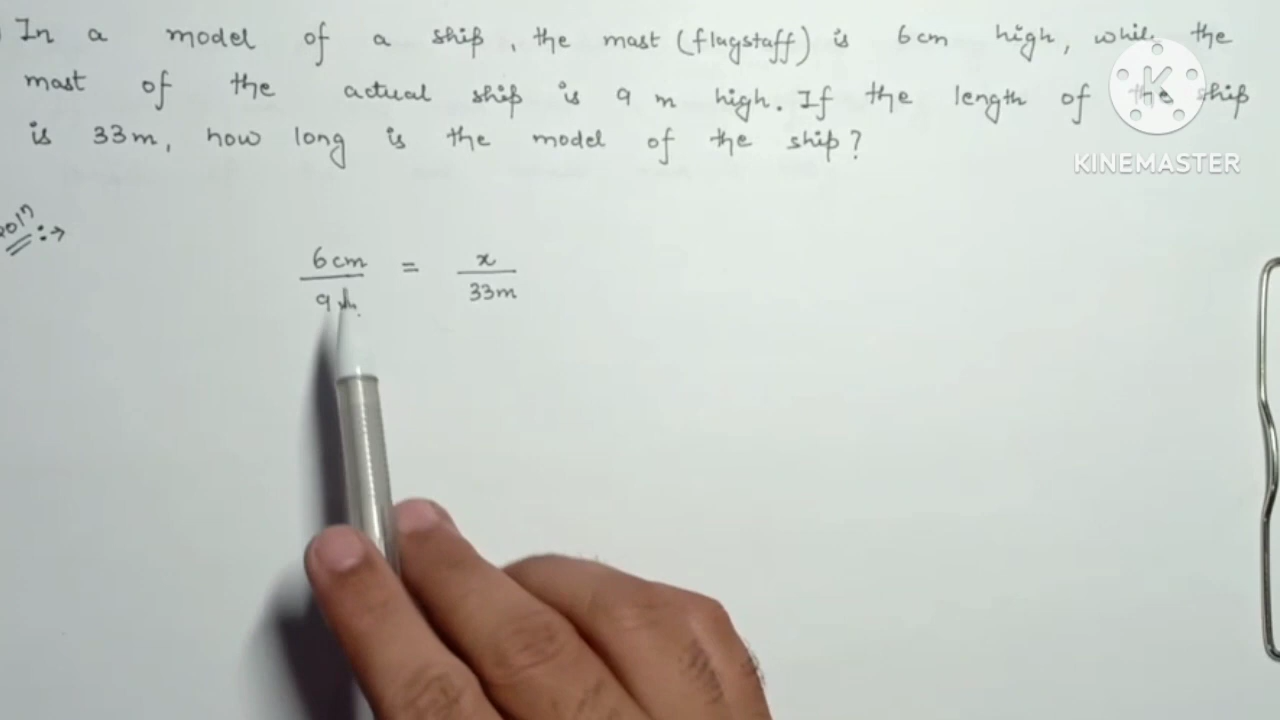 In a model of a ship, the mast (flagstaff) is 6cm high, while the
mast of the actual ship is 9 m high. If the length of the ship
is 33m, how long is the model of the ship?
KINEMASTER
Soln :→
6cm = x
9m 33m